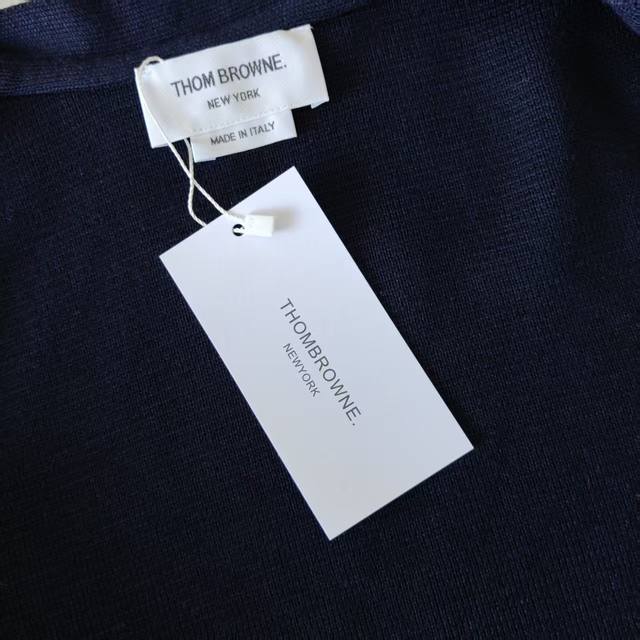 THOM BROWNE.
NEW YORK
MADE IN ITALY
THOMBROWNE.
NEWYORK